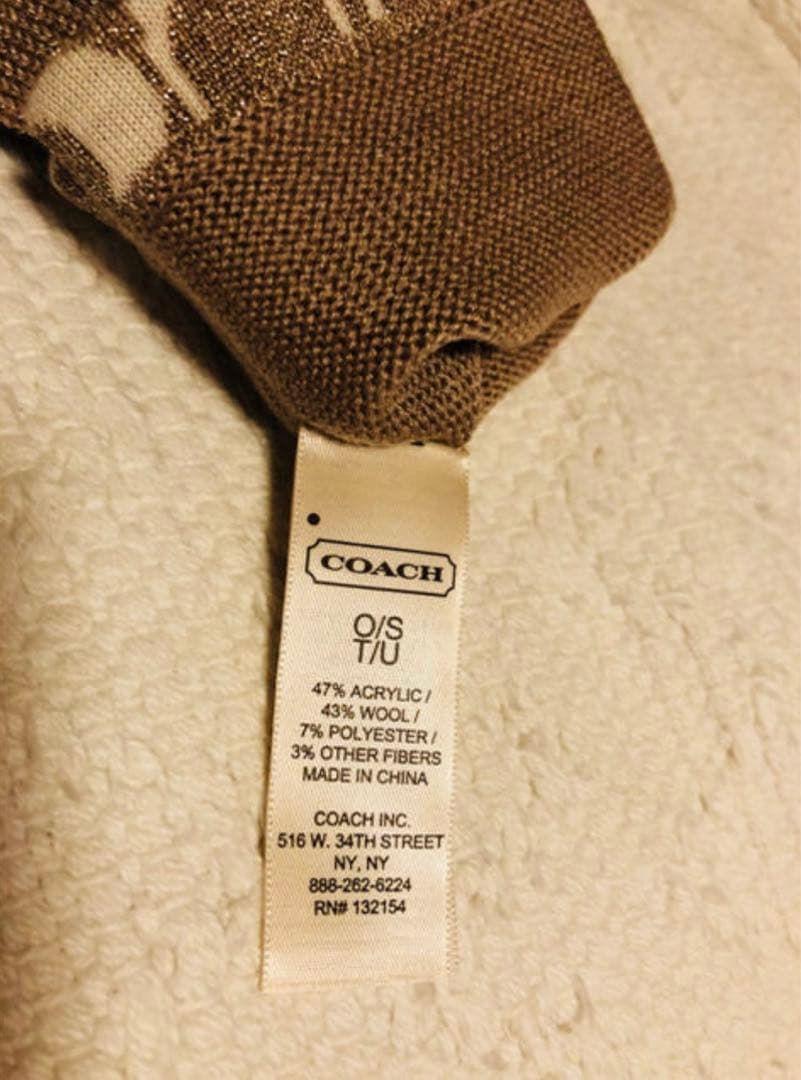 COACH
O/S
T/U
47% ACRYLIC /
43% WOOL /
7% POLYESTER /
3% OTHER FIBERS
MADE IN CHINA
COACH INC.
516 W. 34TH STREET
NY, NY
888-262-6224
RN# 132154